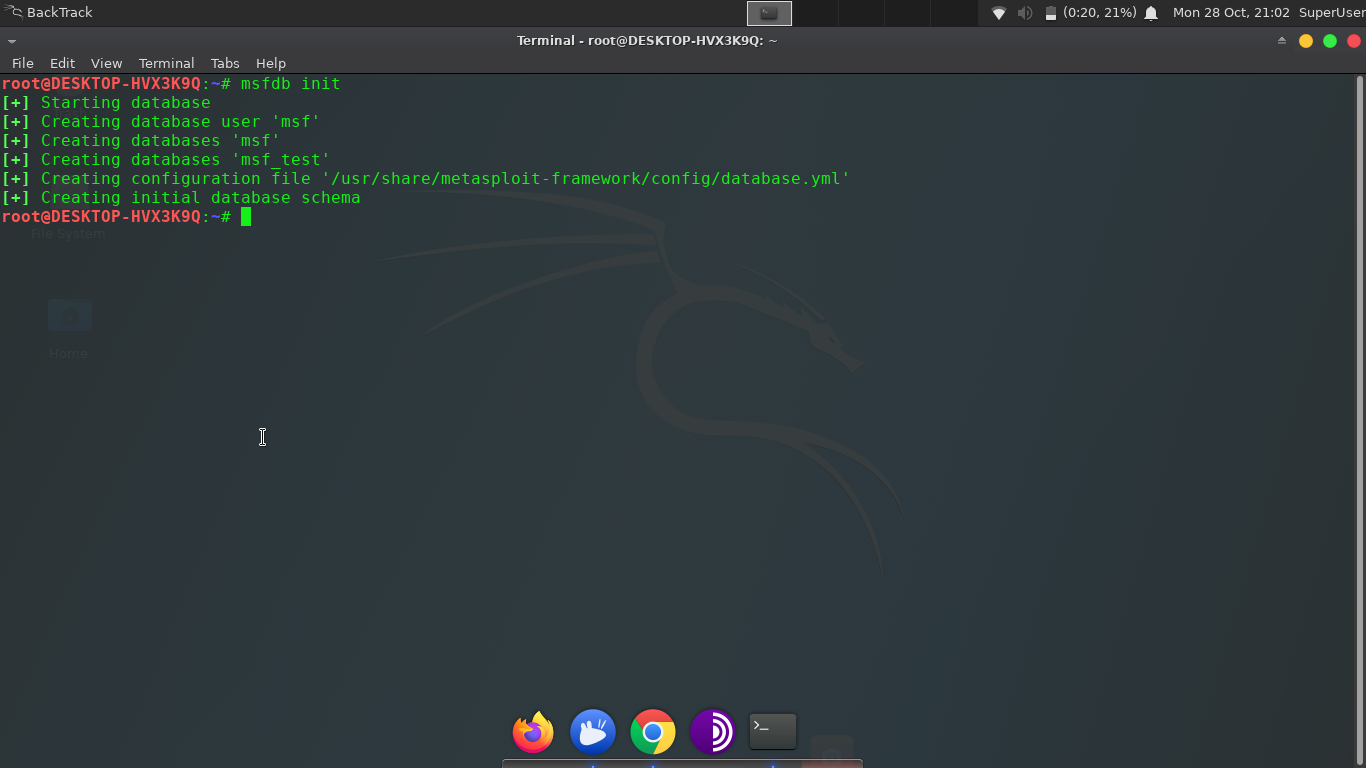 BackTrack
(0:20, 21%)
Mon 28 Oct, 21:02
SuperUser
Terminal - root@DESKTOP-HVX3K9Q: ~
File Edit View Terminal Tabs Help
root@DESKTOP-HVX3K9Q:~# msfdb init
[+] Starting database
[+] Creating database user 'msf'
[+] Creating databases 'msf'
[+] Creating databases 'msf_test'
[+] Creating configuration file '/usr/share/metasploit-framework/config/database.yml'
[+] Creating initial database schema
root@DESKTOP-HVX3K9Q:~#
File System
Home
>_